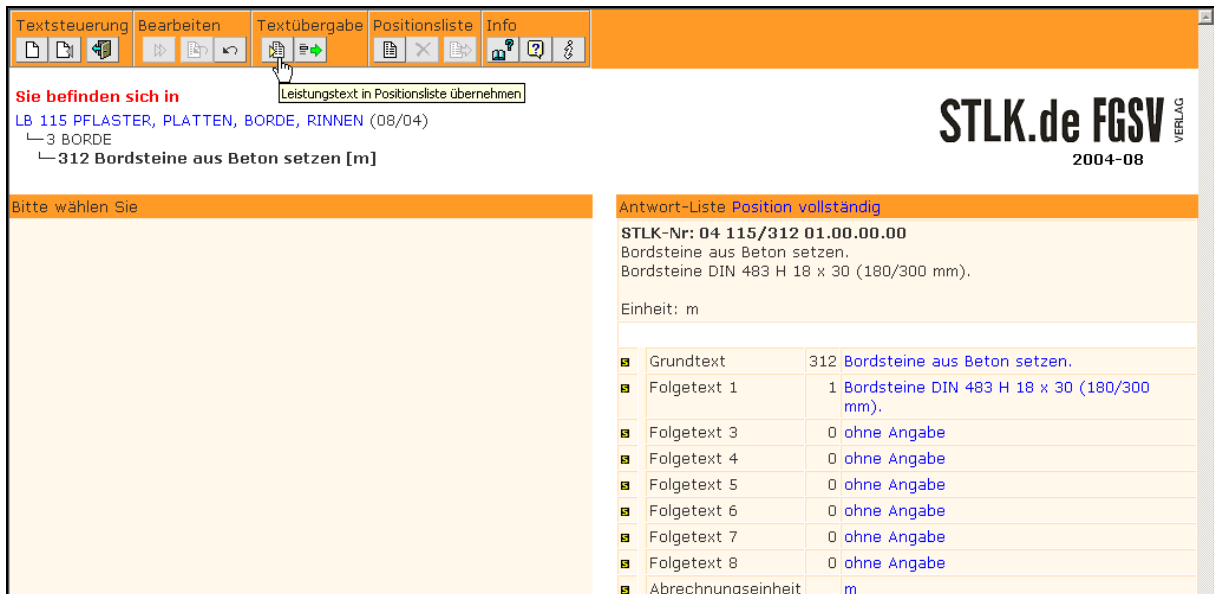 Textsteuerung Bearbeiten Textübergabe Positionsliste Info
Leistungstext in Positionsliste übernehmen
Sie befinden sich in
LB 115 PFLASTER, PLATTEN, BORDE, RINNEN (08/04)
3 BORDE
312 Bordsteine aus Beton setzen [m]
STLK.de FGSV VERLAG
2004-08
Bitte wählen Sie
Antwort-Liste Position vollständig
STLK-Nr: 04 115/312 01.00.00.00
Bordsteine aus Beton setzen.
Bordsteine DIN 483 H 18 x 30 (180/300 mm).
Einheit: m
s Grundtext 312 Bordsteine aus Beton setzen.
s Folgetext 1 1 Bordsteine DIN 483 H 18 x 30 (180/300
mm).
s Folgetext 3 0 ohne Angabe
s Folgetext 4 0 ohne Angabe
s Folgetext 5 0 ohne Angabe
s Folgetext 6 0 ohne Angabe
s Folgetext 7 0 ohne Angabe
s Folgetext 8 0 ohne Angabe
s Abrechnungseinheit m